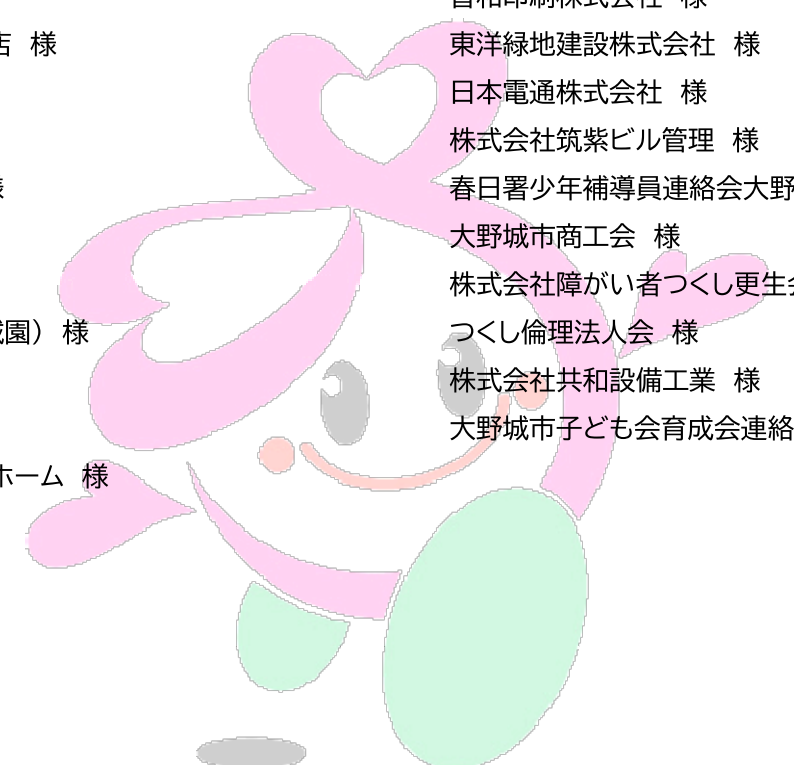 店 様
様
園） 様
ホーム 様
東洋緑地建設株式会社 様
日本電通株式会社 様
株式会社筑紫ビル管理 様
春日署少年補導員連絡会大野
大野城市商工会 様
株式会社障がい者つくし更生会
つくし倫理法人会 様
株式会社共和設備工業 様
大野城市子ども会育成会連絡